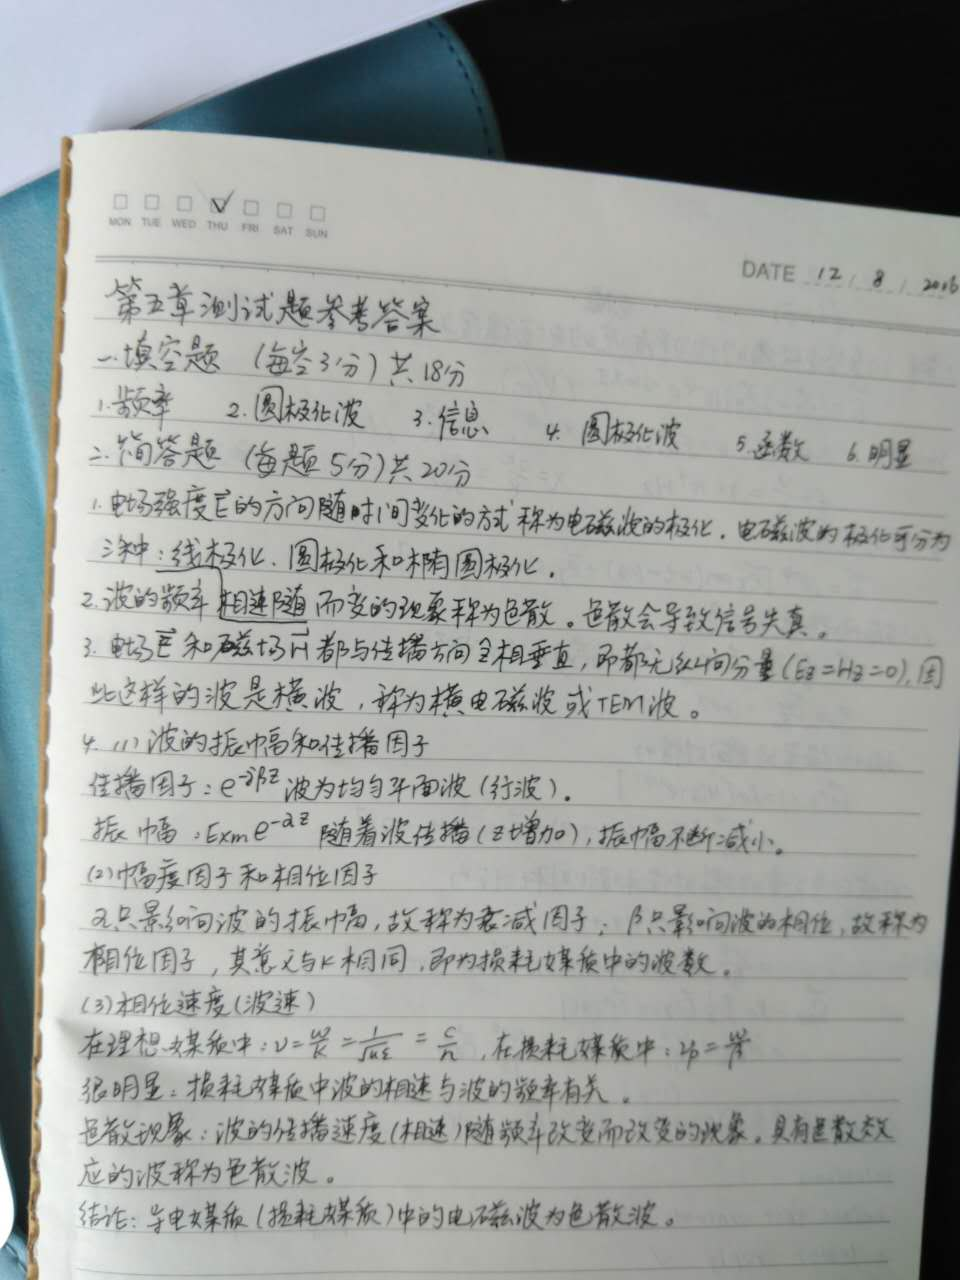 MON TUE WED THU FRI SAT SUN
DATE 12 / 8 / 2016
第五章测试题参考答案
一.填空题 (每空3分)共18分
1.频率 2.圆极化波 3.信息 4.圆极化波 5.函数 6.明显
二.简答题 (每题5分)共20分
1.电场强度E的方向随时间变化的方式称为电磁波的极化.电磁波的极化可分为
三种:线极化、圆极化和椭圆极化.
2.波的频率相速随而变的现象称为色散。色散会导致信号失真。
3.电场E和磁场H都与传播方向垂直,即都无纵向分量(Ez=Hz=0),因
此这样的波是横波,称为横电磁波或TEM波。
4.(1)波的振幅和传播因子
传播因子:e^-jβz 波为均匀平面波(行波).
振幅:Exme^-αz 随着波传播(z增加),振幅不断减小。
(2)幅度因子和相位因子
α只影响波的振幅,故称为衰减因子;β只影响波的相位,故称为
相位因子,其意义与K相同,即为损耗媒质中的波数。
(3)相位速度(波速)
在理想媒质中:v=ω/k=1/√με=c/n,在损耗媒质中:vp=ω/β
很明显:损耗媒质中波的相速与波的频率有关。
色散现象:波的传播速度(相速)随频率改变而改变的现象。具有色散效
应的波称为色散波。
结论:导电媒质(损耗媒质)中的电磁波为色散波。